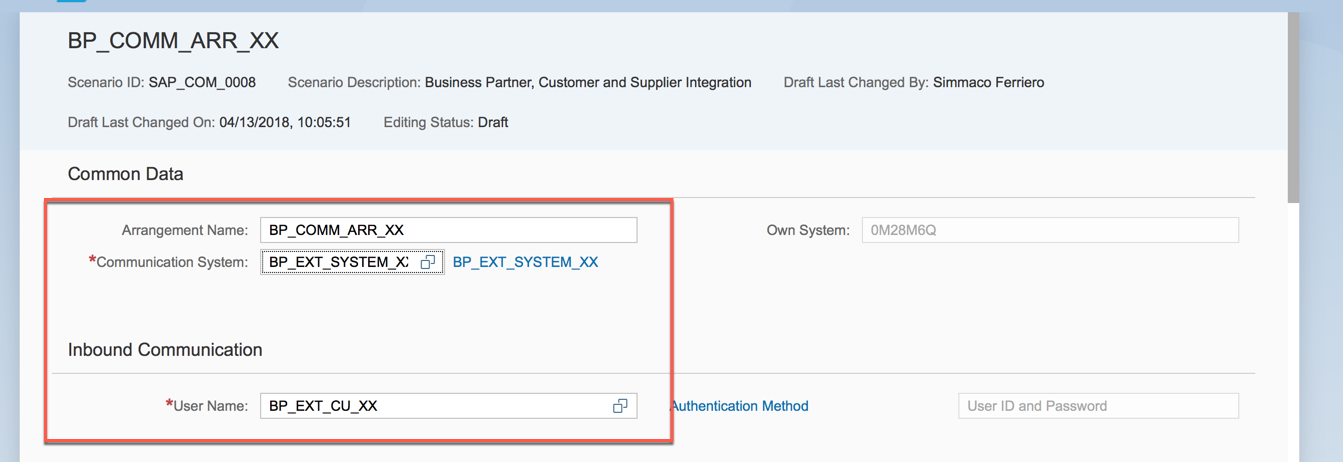 BP_COMM_ARR_XX
Scenario ID: SAP_COM_0008 Scenario Description: Business Partner, Customer and Supplier Integration Draft Last Changed By: Simmaco Ferriero
Draft Last Changed On: 04/13/2018, 10:05:51 Editing Status: Draft
Common Data
Arrangement Name: BP_COMM_ARR_XX Own System: 0M28M6Q
*Communication System: BP_EXT_SYSTEM_XX BP_EXT_SYSTEM_XX
Inbound Communication
*User Name: BP_EXT_CU_XX Authentication Method User ID and Password